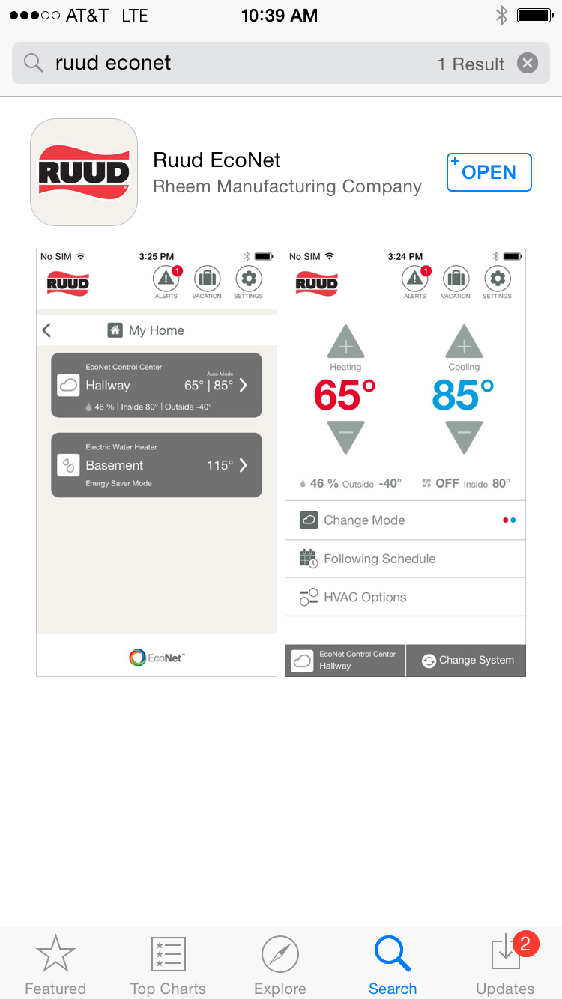 AT&T LTE 10:39 AM
ruud econet 1 Result
RUUD
Ruud EcoNet
Rheem Manufacturing Company
+ OPEN
No SIM 3:25 PM
RUUD
1
ALERTS VACATION SETTINGS
My Home
EcoNet Control Center
Auto Mode
Hallway 65° | 85°
46 % | Inside 80° | Outside -40°
Electric Water Heater
Basement 115°
Energy Saver Mode
EcoNet™
No SIM 3:24 PM
RUUD
1
ALERTS VACATION SETTINGS
Heating Cooling
65° 85°
46 % Outside -40° OFF Inside 80°
Change Mode
Following Schedule
HVAC Options
EcoNet Control Center
Hallway
Change System
2
Featured Top Charts Explore Search Updates